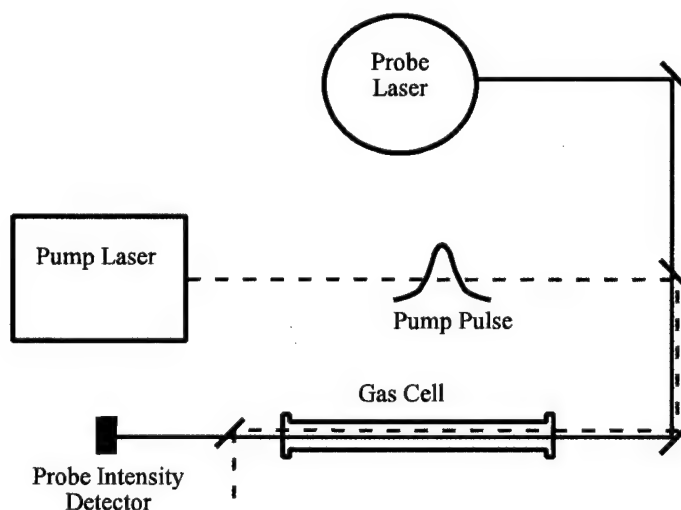 Probe
Laser
Pump Laser
Pump Pulse
Gas Cell
Probe Intensity
Detector